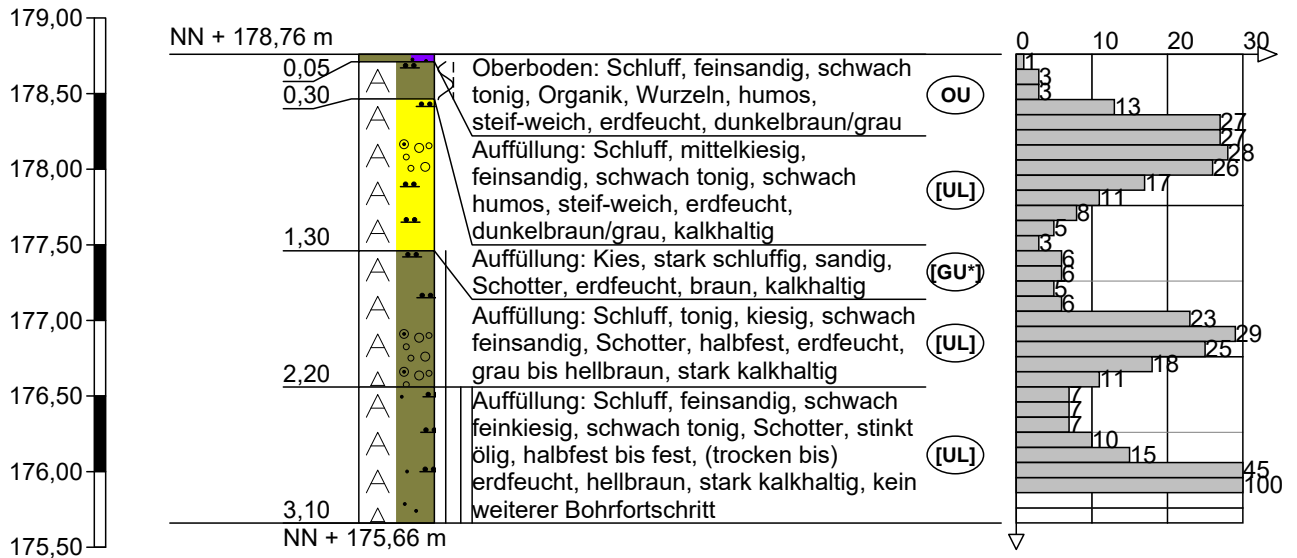 179,00
178,50
178,00
177,50
177,00
176,50
176,00
175,50
NN + 178,76 m
0,05
0,30
1,30
2,20
3,10
NN + 175,66 m
A
A
A
A
A
A
A
A
A
A
A
A
A
Oberboden: Schluff, feinsandig, schwach
tonig, Organik, Wurzeln, humos,
steif-weich, erdfeucht, dunkelbraun/grau
OU
Auffüllung: Schluff, mittelkiesig,
feinsandig, schwach tonig, schwach
humos, steif-weich, erdfeucht,
dunkelbraun/grau, kalkhaltig
[UL]
Auffüllung: Kies, stark schluffig, sandig,
Schotter, erdfeucht, braun, kalkhaltig
[GU*]
Auffüllung: Schluff, tonig, kiesig, schwach
feinsandig, Schotter, halbfest, erdfeucht,
grau bis hellbraun, stark kalkhaltig
[UL]
Auffüllung: Schluff, feinsandig, schwach
feinkiesig, schwach tonig, Schotter, stinkt
ölig, halbfest bis fest, (trocken bis)
erdfeucht, hellbraun, stark kalkhaltig, kein
weiterer Bohrfortschritt
[UL]
0 10 20 30
1
3
3
13
27
27
28
26
17
11
8
5
3
6
6
5
6
23
29
25
18
11
7
7
7
10
15
45
100